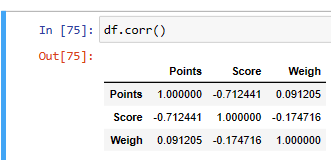 In [75]: df.corr()
Out[75]:
Points Score Weigh
Points 1.000000 -0.712441 0.091205
Score -0.712441 1.000000 -0.174716
Weigh 0.091205 -0.174716 1.000000